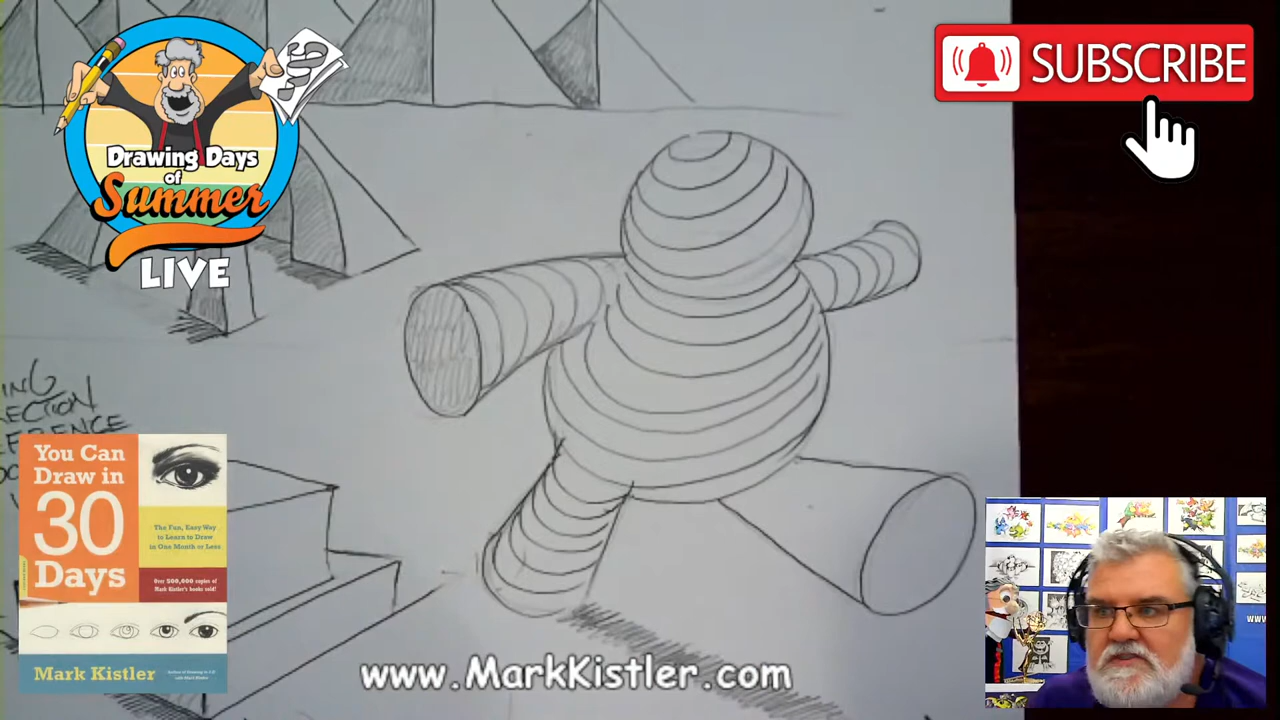 Drawing Days
of
Summer
LIVE
SUBSCRIBE
You Can
Draw in
30
Days
The Fun, Easy Way
to Learn to Draw
in One Month or Less
Over 500,000 copies of
Mark Kistler's books sold!
Mark Kistler
www.MarkKistler.com